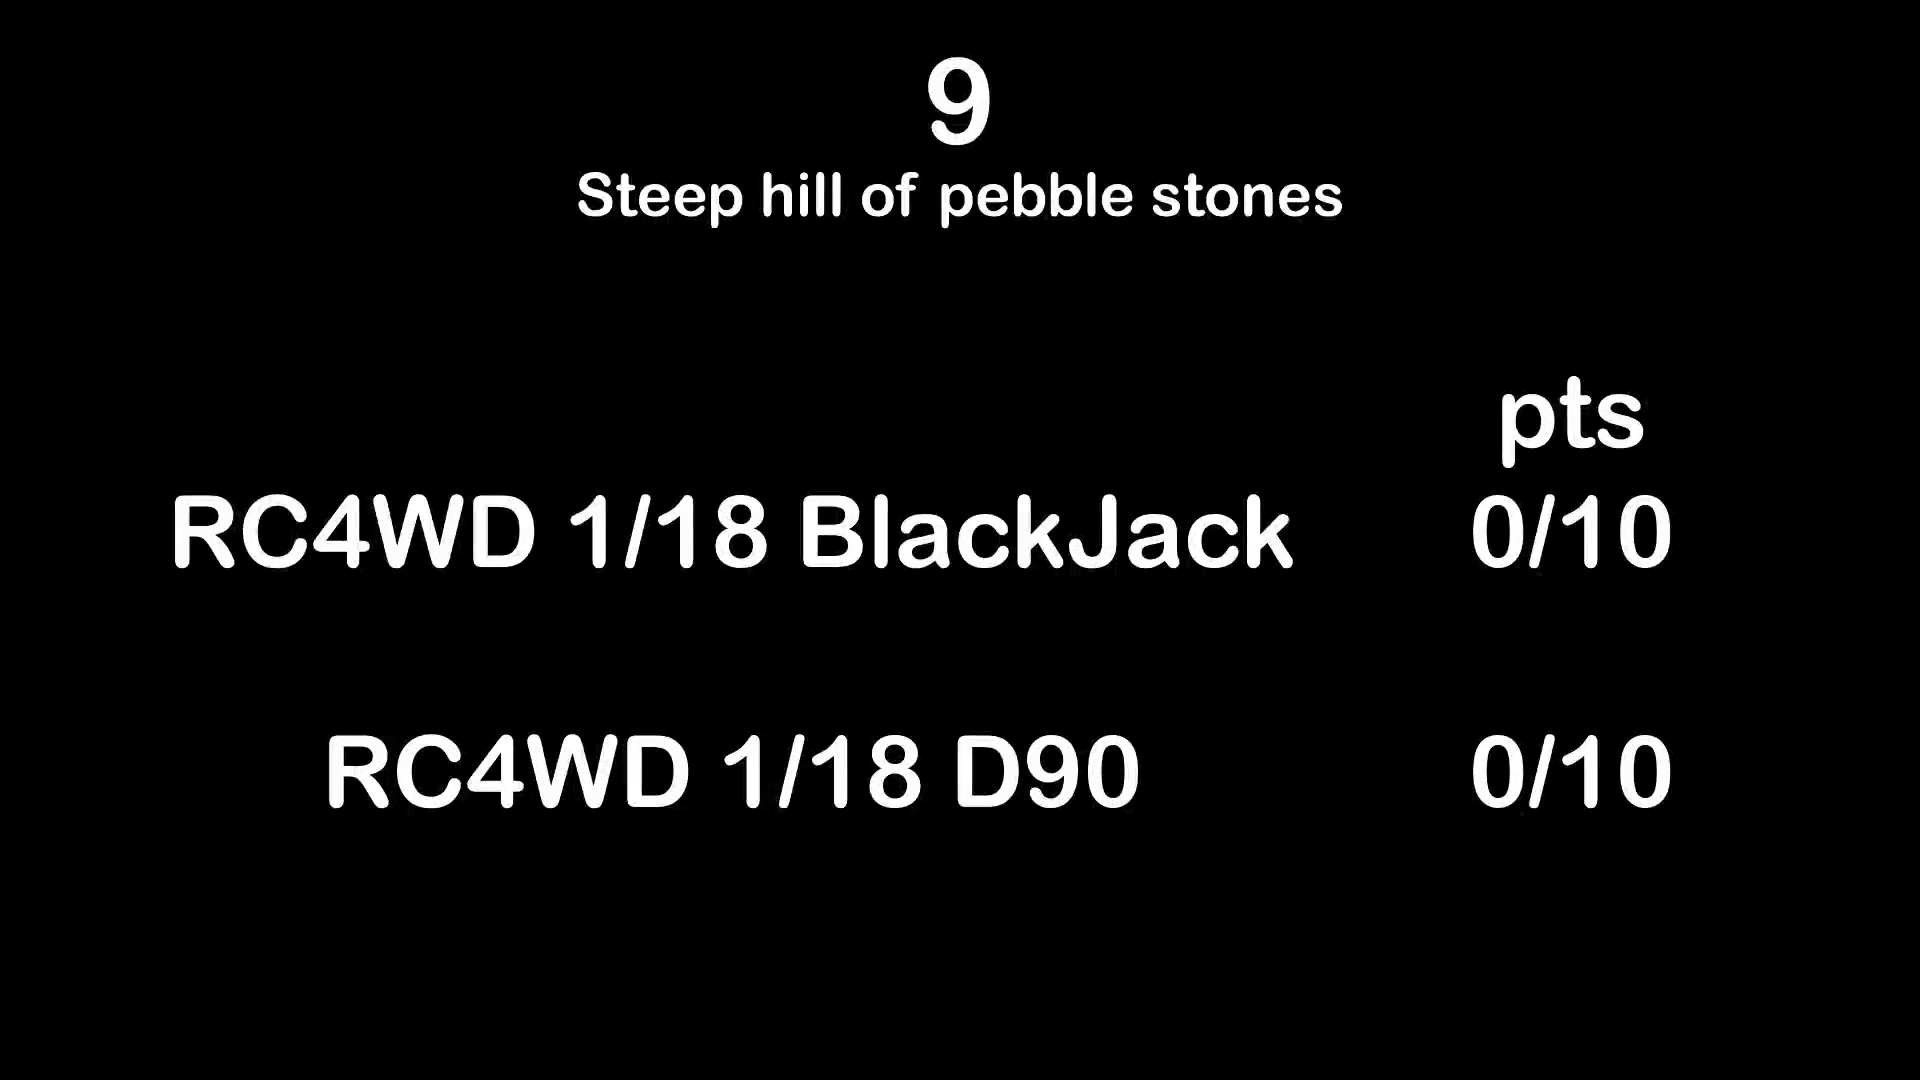 9
Steep hill of pebble stones
pts
RC4WD 1/18 BlackJack 0/10
RC4WD 1/18 D90 0/10